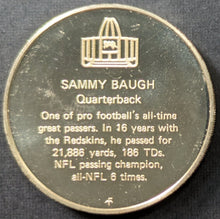 SAMMY BAUGH
Quarterback
One of pro football's all-time
great passers. In 16 years with
the Redskins, he passed for
21,886 yards, 186 TDs.
NFL passing champion,
all-NFL 6 times.